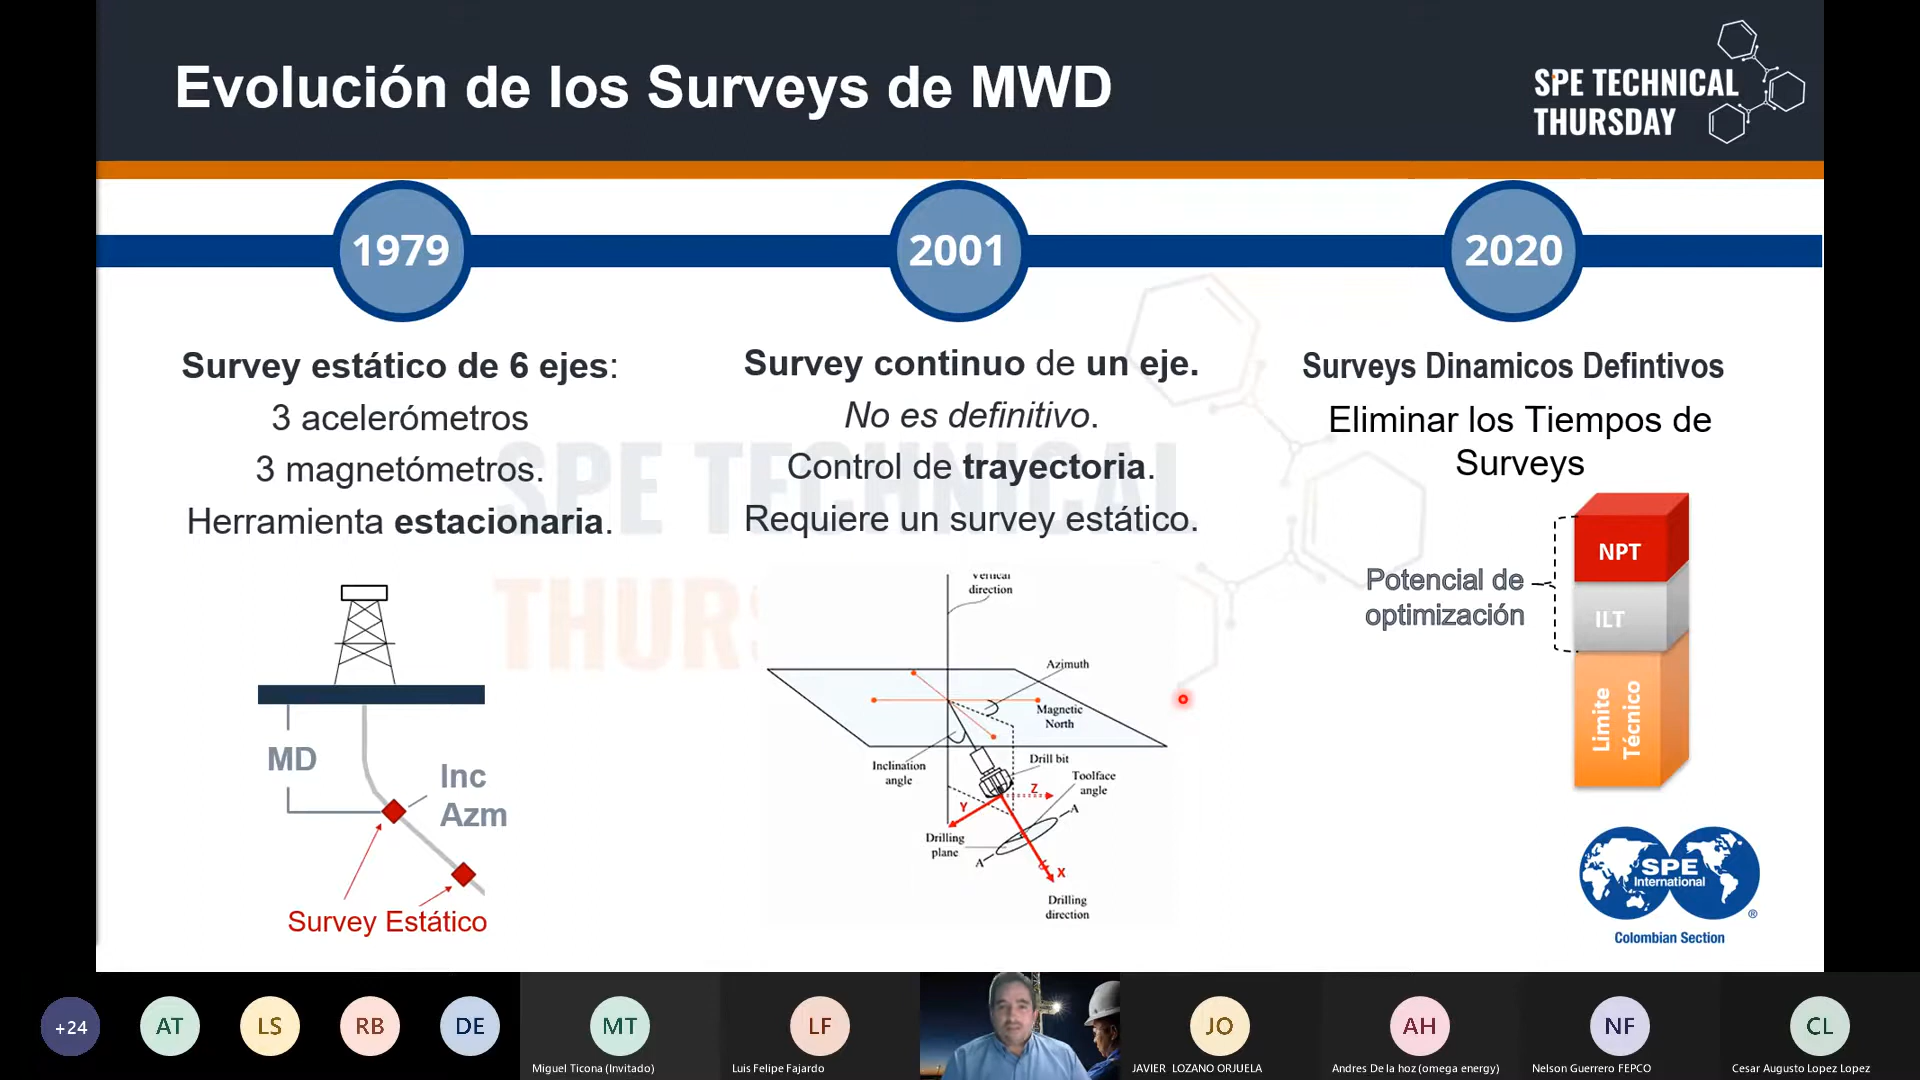 Evolución de los Surveys de MWD
SPE TECHNICAL
THURSDAY
1979
2001
2020
Survey estático de 6 ejes:
3 acelerómetros
3 magnetómetros.
Herramienta estacionaria.
MD
Inc
Azm
Survey Estático
Survey continuo de un eje.
No es definitivo.
Control de trayectoria.
Requiere un survey estático.
Vertical
direction
Azimuth
Magnetic
North
Inclination
angle
Drill bit
Toolface
angle
Z
Y
A
Drilling
plane
A
X
Drilling
direction
Surveys Dinamicos Defintivos
Eliminar los Tiempos de
Surveys
Potencial de
optimización
NPT
ILT
Limite
Técnico
SPE
International
®
Colombian Section
SPE TECHNICAL
THURS
+24
AT
LS
RB
DE
MT
Miguel Ticona (Invitado)
LF
Luis Felipe Fajardo
JO
JAVIER LOZANO ORJUELA
AH
Andres De la hoz (omega energy)
NF
Nelson Guerrero FEPCO
CL
Cesar Augusto Lopez Lopez